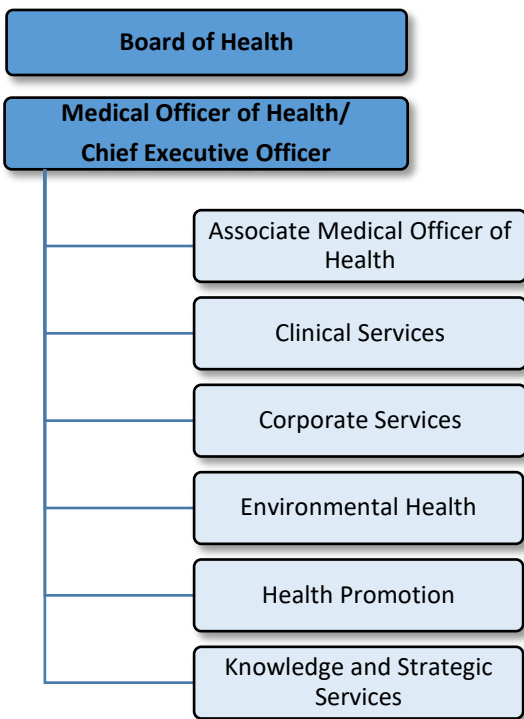 Board of Health
Medical Officer of Health/
Chief Executive Officer
Associate Medical Officer of
Health
Clinical Services
Corporate Services
Environmental Health
Health Promotion
Knowledge and Strategic
Services